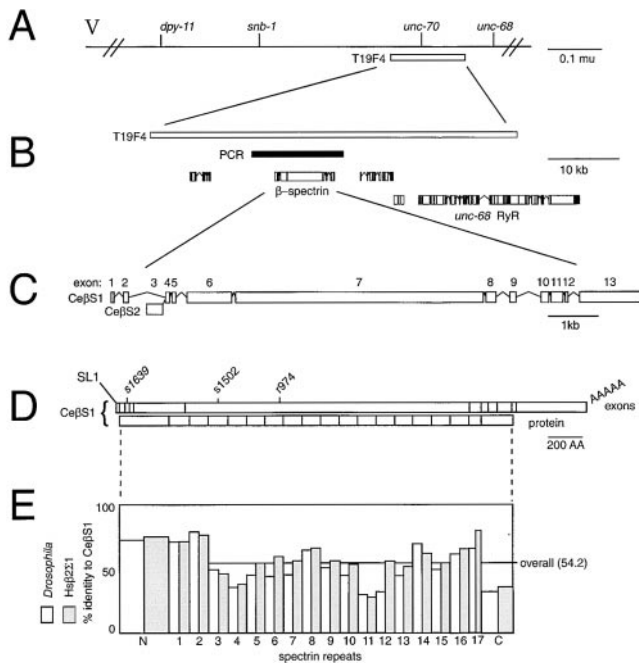 A
V
dpy-11
snb-1
unc-70
unc-68
T19F4
0.1 mu
B
T19F4
PCR
10 kb
β–spectrin
unc-68 RyR
C
exon: 1 2 3 45 6 7 8 9 10 11 12 13
CeβS1
CeβS2
1kb
D
SL1
s1639
s1502
r974
AAAAA
exons
CeβS1
protein
200 AA
E
Drosophila
Hsβ2Σ1
% identity to CeβS1
100
50
0
overall (54.2)
N 1 2 3 4 5 6 7 8 9 10 11 12 13 14 15 16 17 C
spectrin repeats